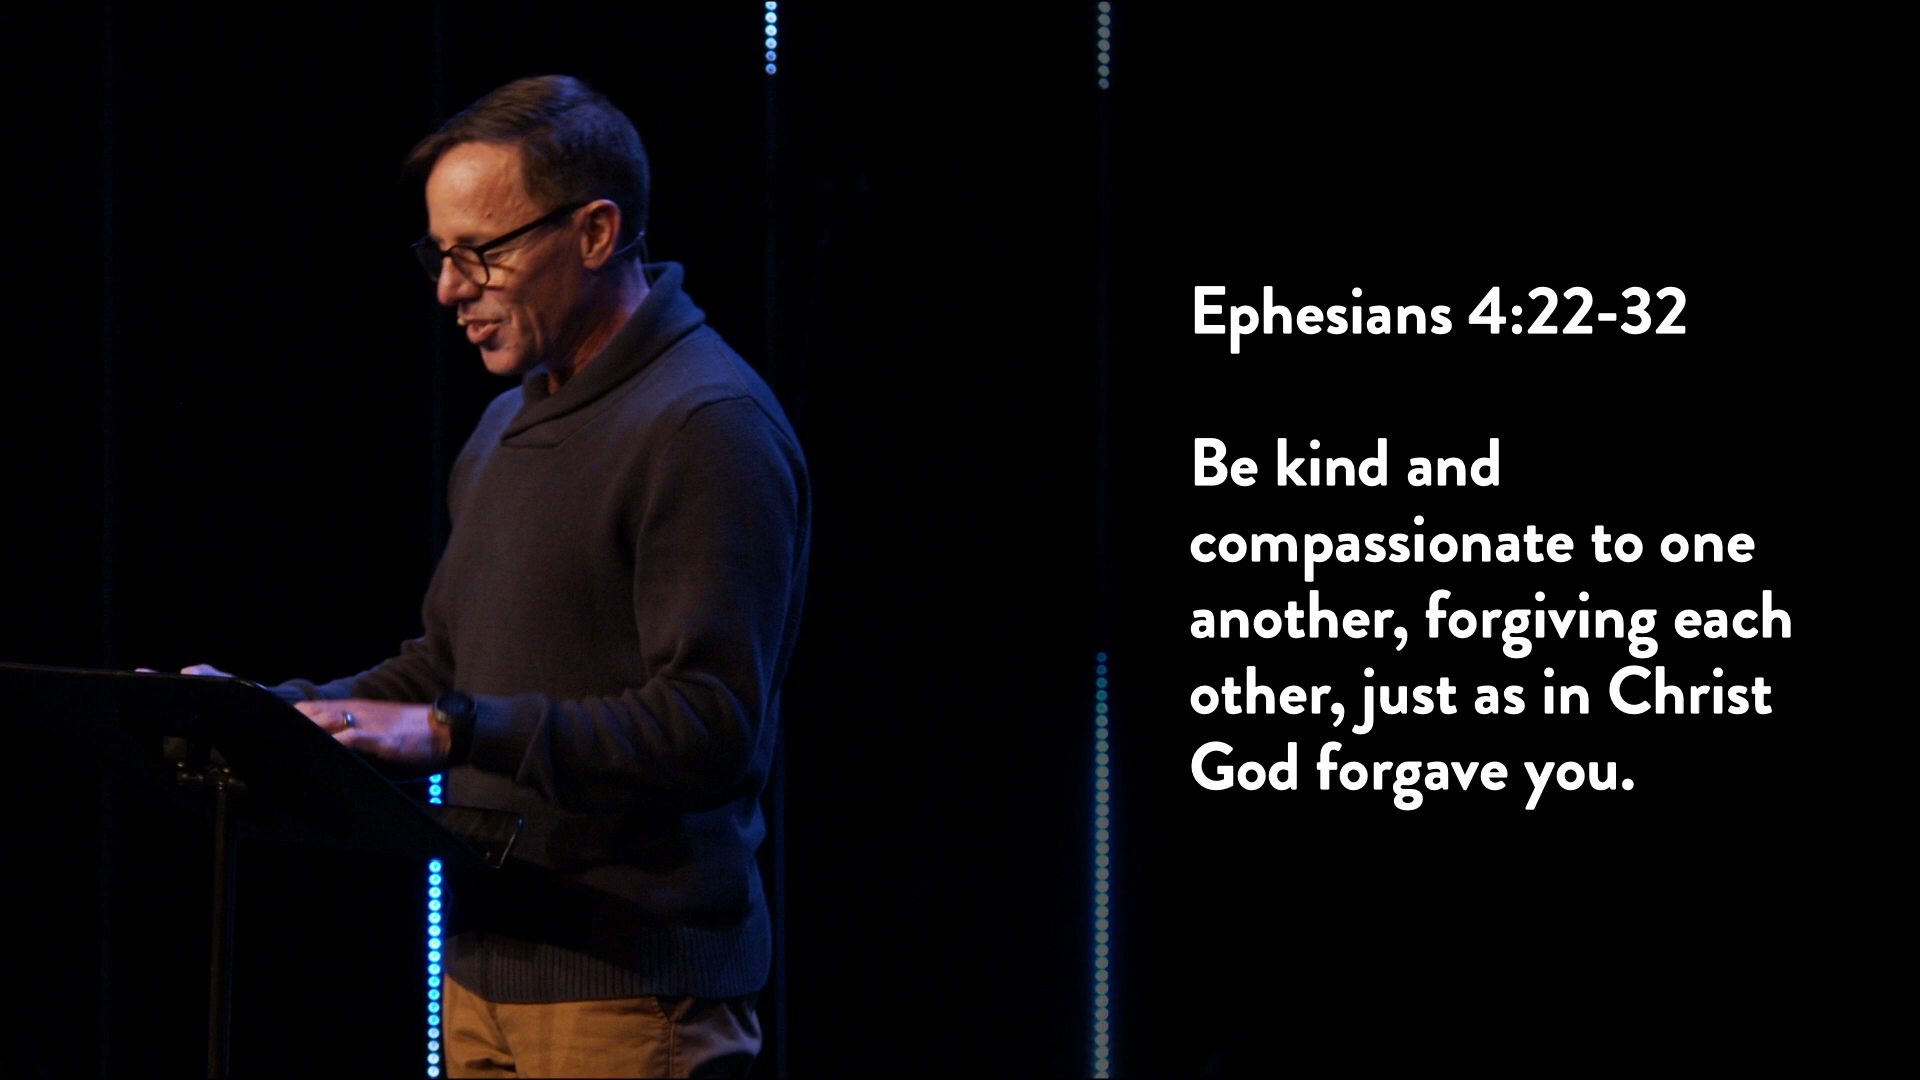 Ephesians 4:22-32
Be kind and
compassionate to one
another, forgiving each
other, just as in Christ
God forgave you.